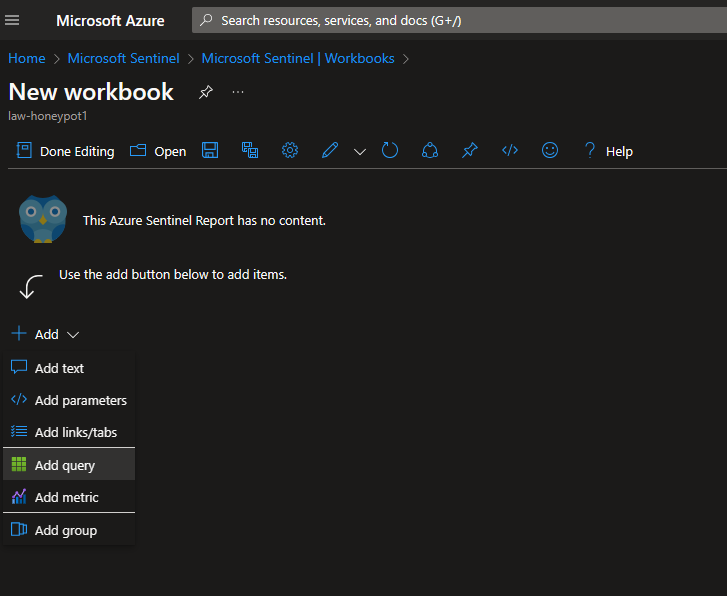 Microsoft Azure
Search resources, services, and docs (G+/)
Home > Microsoft Sentinel > Microsoft Sentinel | Workbooks >
New workbook
...
law-honeypot1
Done Editing Open Help
This Azure Sentinel Report has no content.
Use the add button below to add items.
Add
Add text
Add parameters
Add links/tabs
Add query
Add metric
Add group